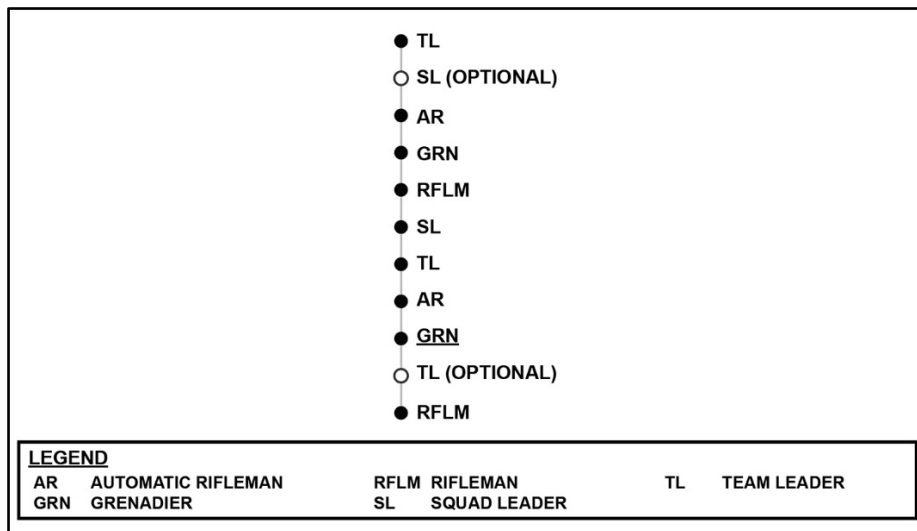 TL
SL (OPTIONAL)
AR
GRN
RFLM
SL
TL
AR
GRN
TL (OPTIONAL)
RFLM
LEGEND
AR AUTOMATIC RIFLEMAN RFLM RIFLEMAN TL TEAM LEADER
GRN GRENADIER SL SQUAD LEADER